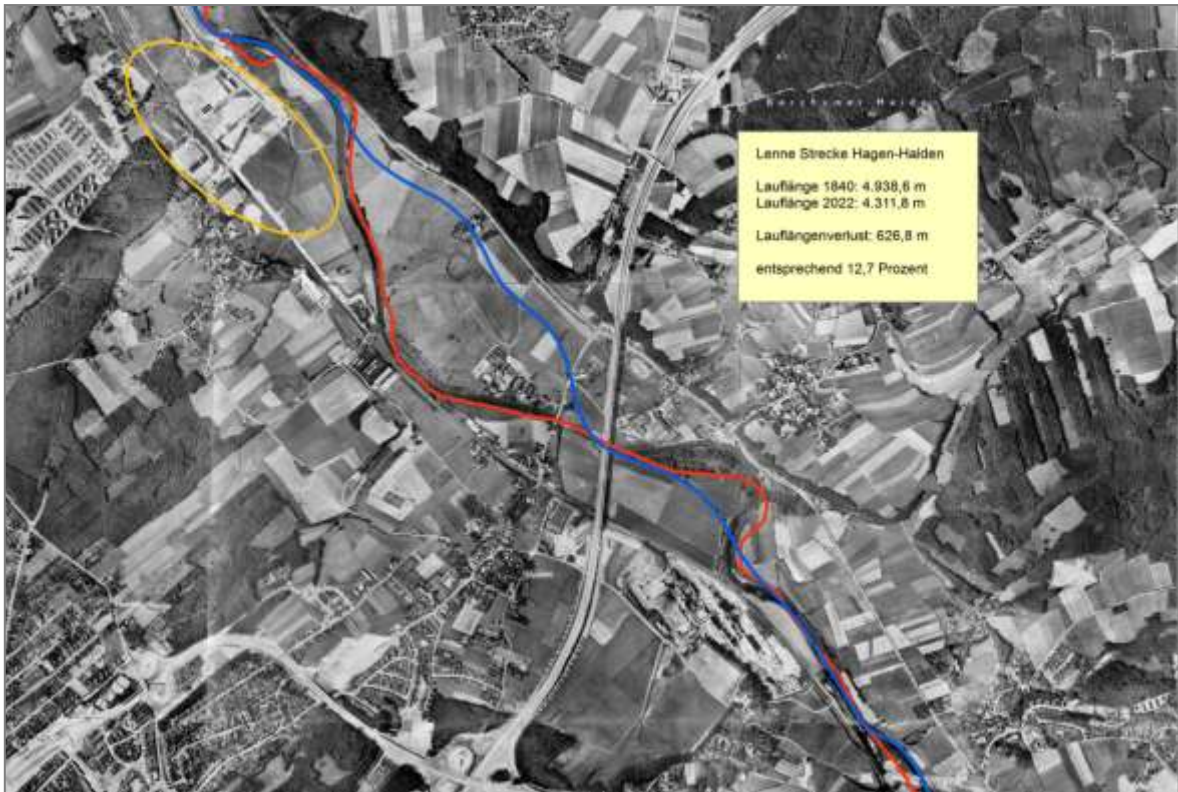 Lenne Strecke Hagen-Halden
Lauflänge 1840: 4.938,6 m
Lauflänge 2022: 4.311,8 m
Lauflängenverlust: 626,8 m
entsprechend 12,7 Prozent